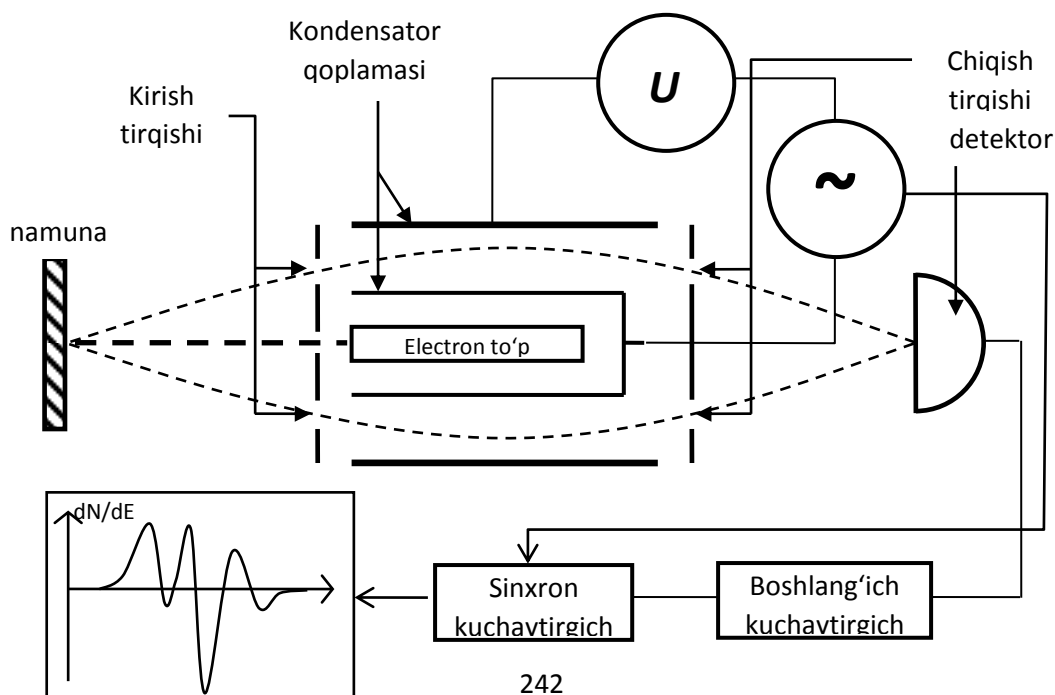 Kondensator
qoplamasi
Kirish
tirqishi
U
Chiqish
tirqishi
detektor
~
namuna
Electron to‘p
dN/dE
Sinxron
kuchaytirgich
Boshlang‘ich
kuchaytirgich
242